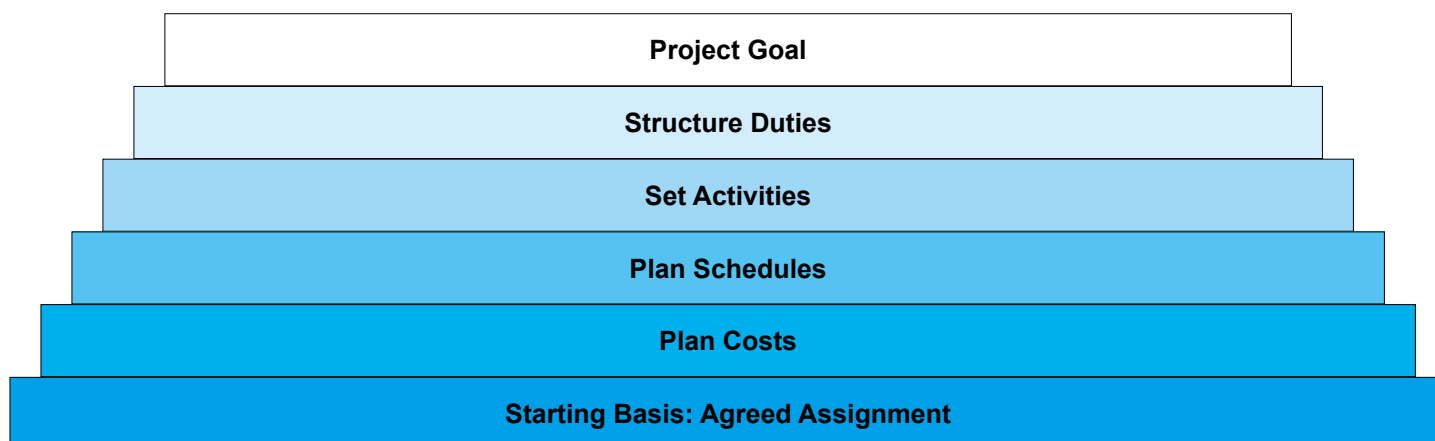 Project Goal
Structure Duties
Set Activities
Plan Schedules
Plan Costs
Starting Basis: Agreed Assignment